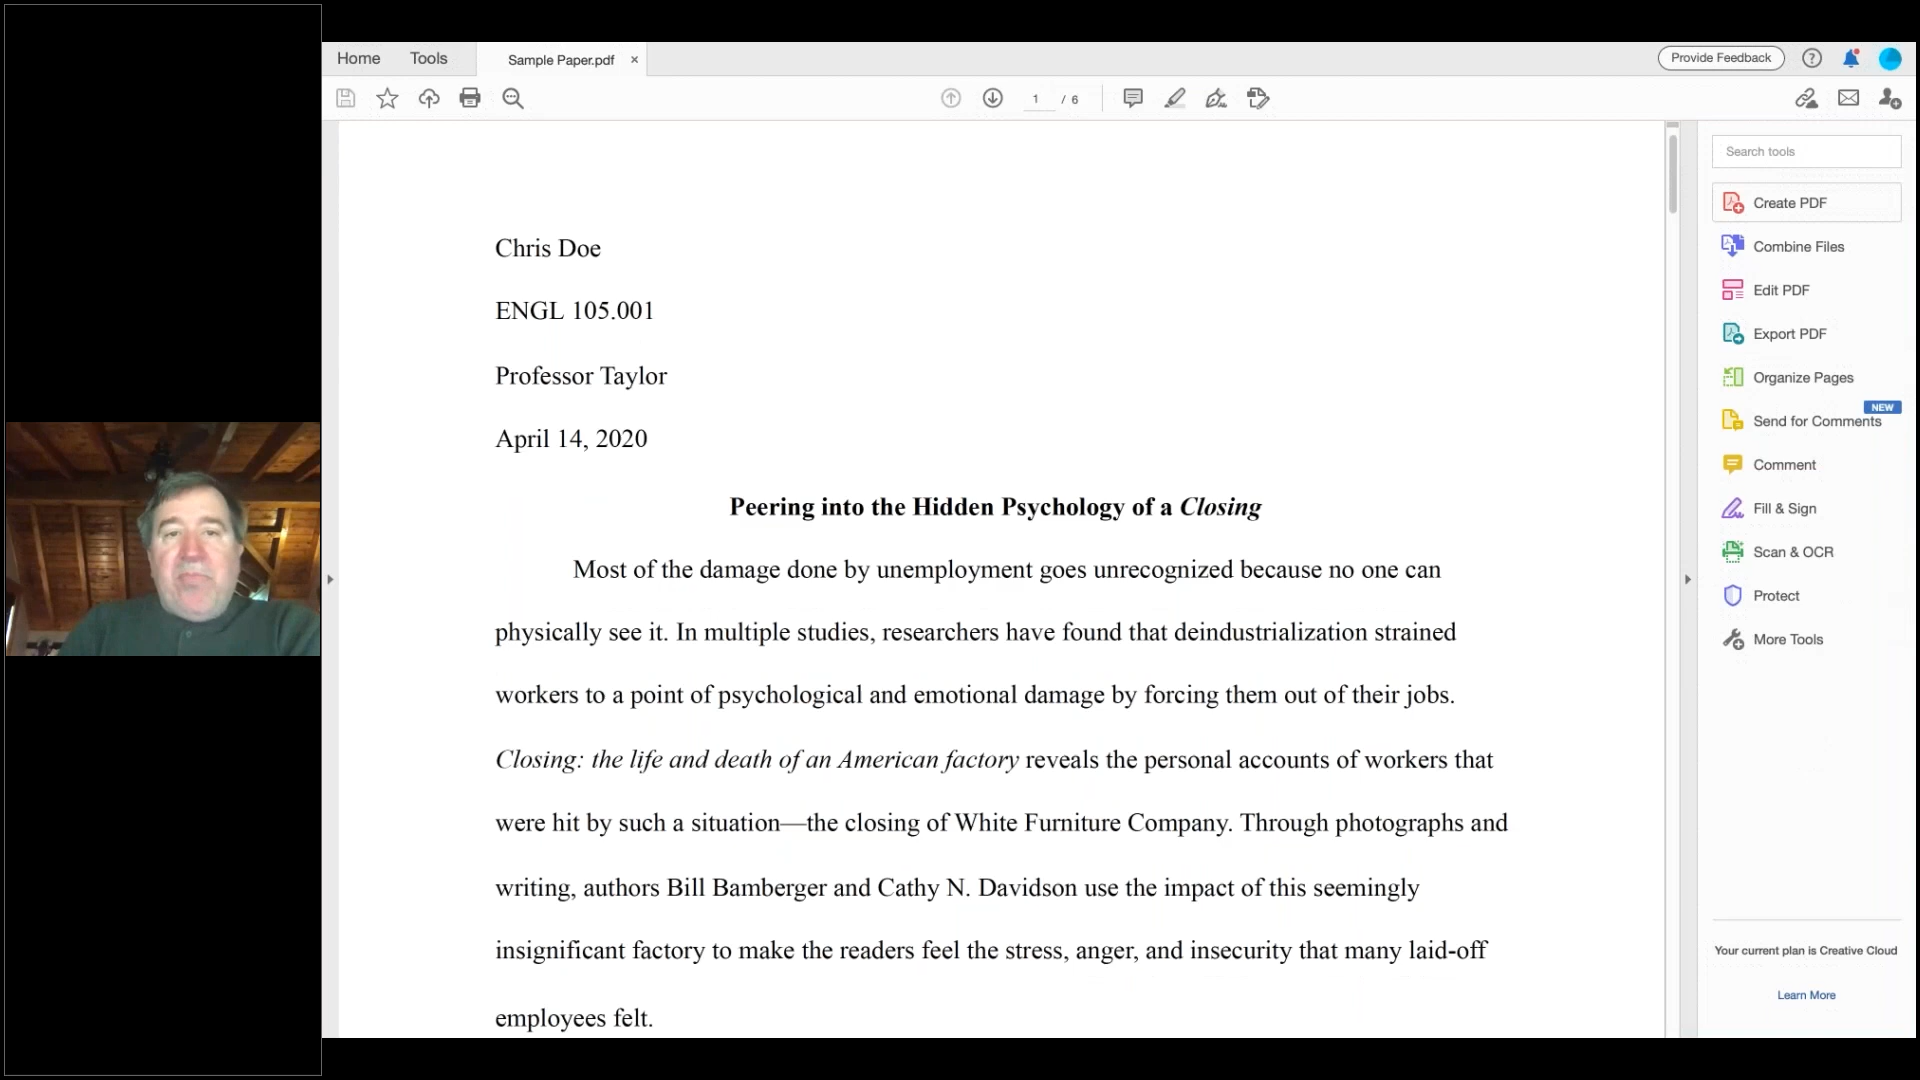 Home Tools Sample Paper.pdf × Provide Feedback ?
1 / 6
Search tools
Create PDF
Combine Files
Edit PDF
Export PDF
Organize Pages
NEW
Send for Comments
Comment
Fill & Sign
Scan & OCR
Protect
More Tools
Your current plan is Creative Cloud
Learn More
Chris Doe
ENGL 105.001
Professor Taylor
April 14, 2020
Peering into the Hidden Psychology of a Closing
Most of the damage done by unemployment goes unrecognized because no one can
physically see it. In multiple studies, researchers have found that deindustrialization strained
workers to a point of psychological and emotional damage by forcing them out of their jobs.
Closing: the life and death of an American factory reveals the personal accounts of workers that
were hit by such a situation—the closing of White Furniture Company. Through photographs and
writing, authors Bill Bamberger and Cathy N. Davidson use the impact of this seemingly
insignificant factory to make the readers feel the stress, anger, and insecurity that many laid-off
employees felt.